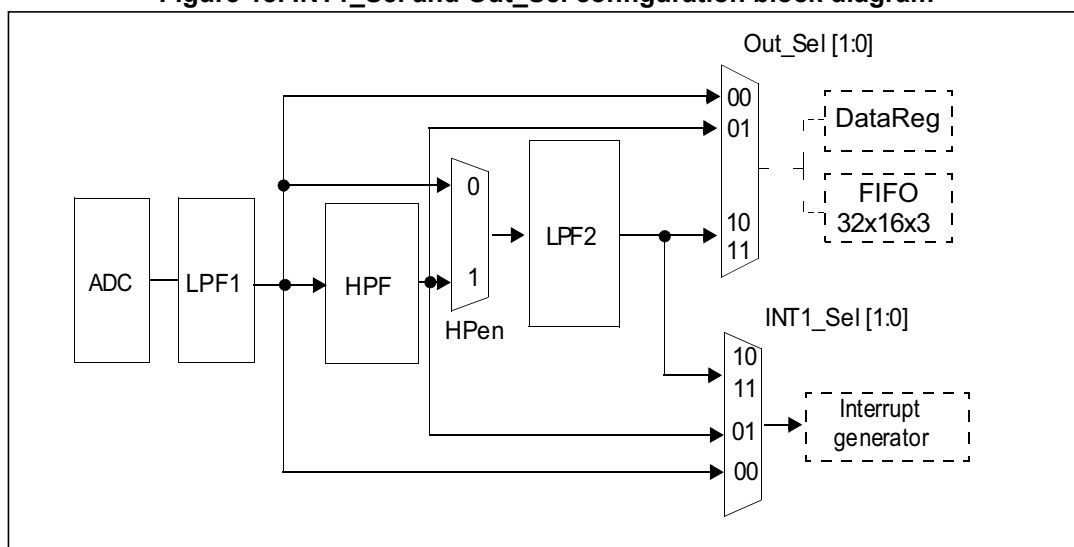 Out_Sel [1:0]
00
01
DataReg
FIFO
32x16x3
0
ADC
LPF1
HPF
1
HPen
LPF2
10
11
INT1_Sel [1:0]
10
11
01
00
Interrupt
generator